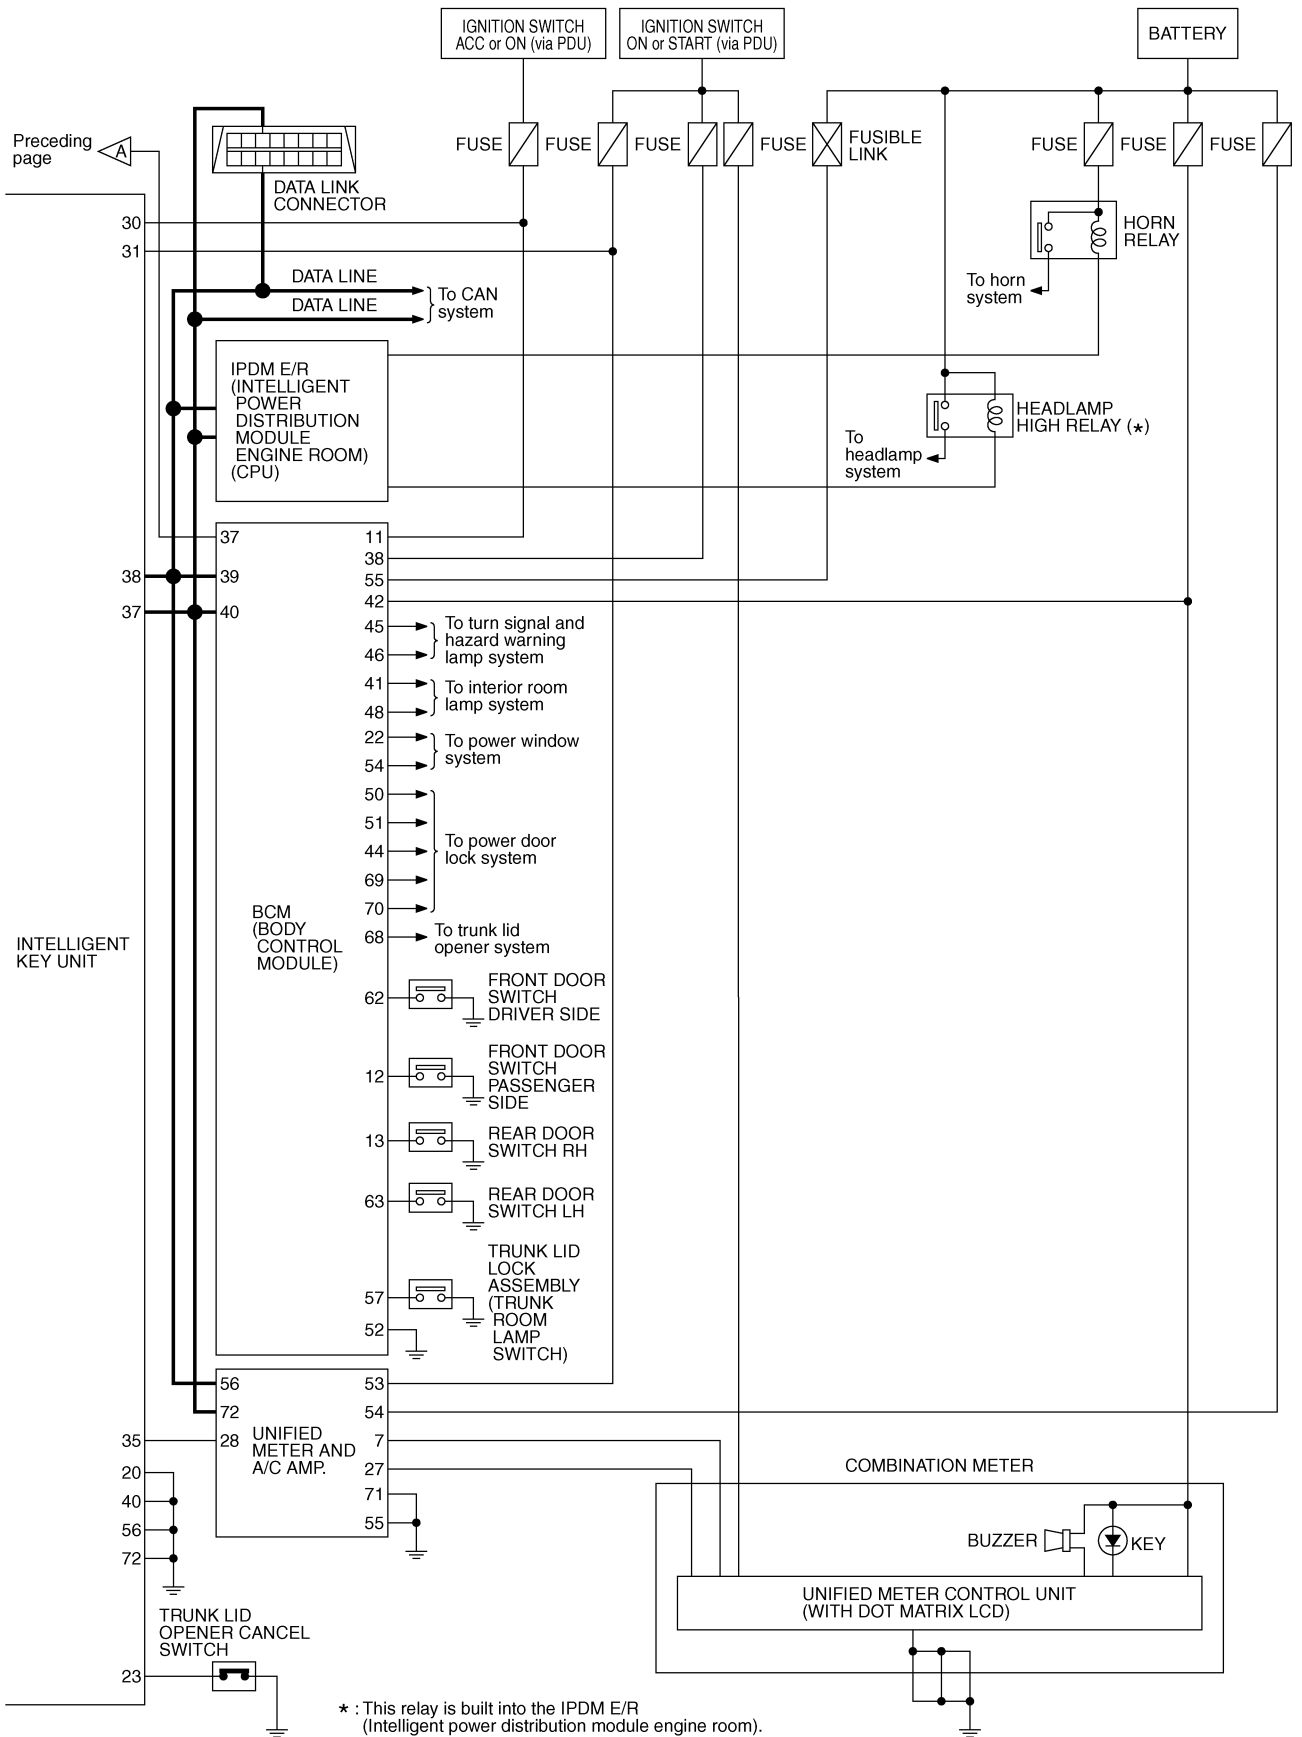 IGNITION SWITCH
ACC or ON (via PDU)
IGNITION SWITCH
ON or START (via PDU)
BATTERY
Preceding
page
A
DATA LINK
CONNECTOR
FUSE
FUSE
FUSE
FUSE
FUSIBLE
LINK
FUSE
FUSE
FUSE
30
31
HORN
RELAY
To horn
system
DATA LINE
DATA LINE
To CAN
system
IPDM E/R
(INTELLIGENT
POWER
DISTRIBUTION
MODULE
ENGINE ROOM)
(CPU)
HEADLAMP
HIGH RELAY (*)
To
headlamp
system
37
11
38
55
42
38
39
37
40
45
46
To turn signal and
hazard warning
lamp system
41
48
To interior room
lamp system
22
54
To power window
system
50
51
44
69
70
To power door
lock system
68
To trunk lid
opener system
INTELLIGENT
KEY UNIT
BCM
(BODY
CONTROL
MODULE)
62
FRONT DOOR
SWITCH
DRIVER SIDE
12
FRONT DOOR
SWITCH
PASSENGER
SIDE
13
REAR DOOR
SWITCH RH
63
REAR DOOR
SWITCH LH
57
TRUNK LID
LOCK
ASSEMBLY
(TRUNK
ROOM
LAMP
SWITCH)
52
56
53
72
54
35
28
7
27
71
55
UNIFIED
METER AND
A/C AMP.
20
40
56
72
COMBINATION METER
BUZZER
KEY
UNIFIED METER CONTROL UNIT
(WITH DOT MATRIX LCD)
TRUNK LID
OPENER CANCEL
SWITCH
23
* : This relay is built into the IPDM E/R
(Intelligent power distribution module engine room).